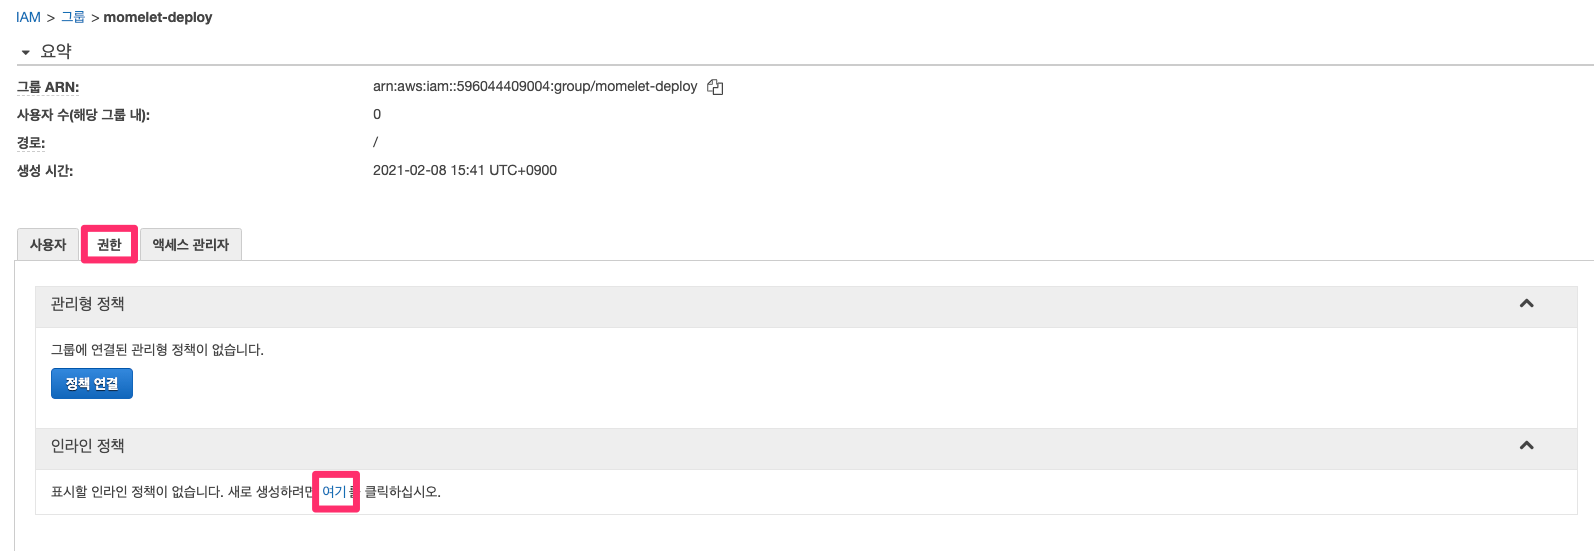 IAM > 그룹 > momelet-deploy
요약
그룹 ARN: arn:aws:iam::596044409004:group/momelet-deploy
사용자 수(해당 그룹 내): 0
경로: /
생성 시간: 2021-02-08 15:41 UTC+0900
사용자 권한 액세스 관리자
관리형 정책
그룹에 연결된 관리형 정책이 없습니다.
정책 연결
인라인 정책
표시할 인라인 정책이 없습니다. 새로 생성하려면 여기를 클릭하십시오.